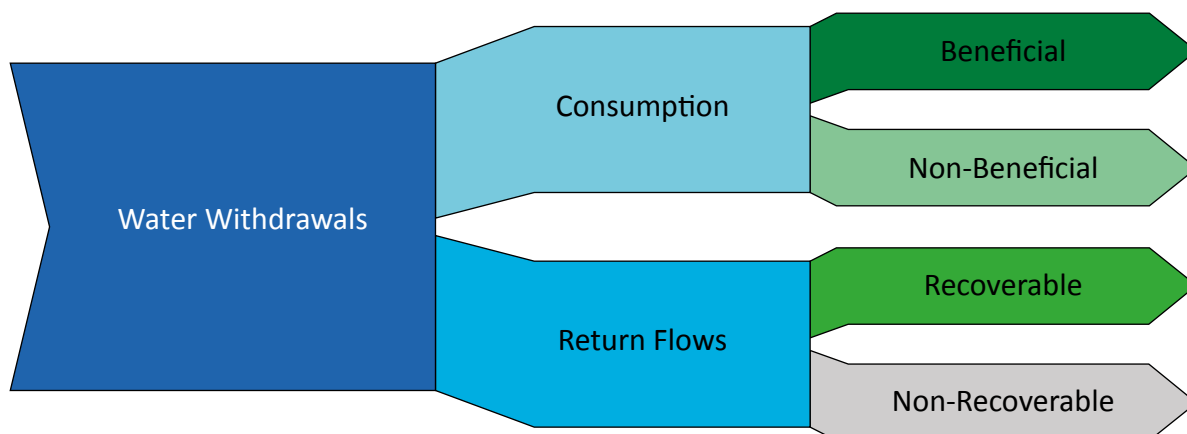 Water Withdrawals
Consumption
Beneficial
Non-Beneficial
Return Flows
Recoverable
Non-Recoverable